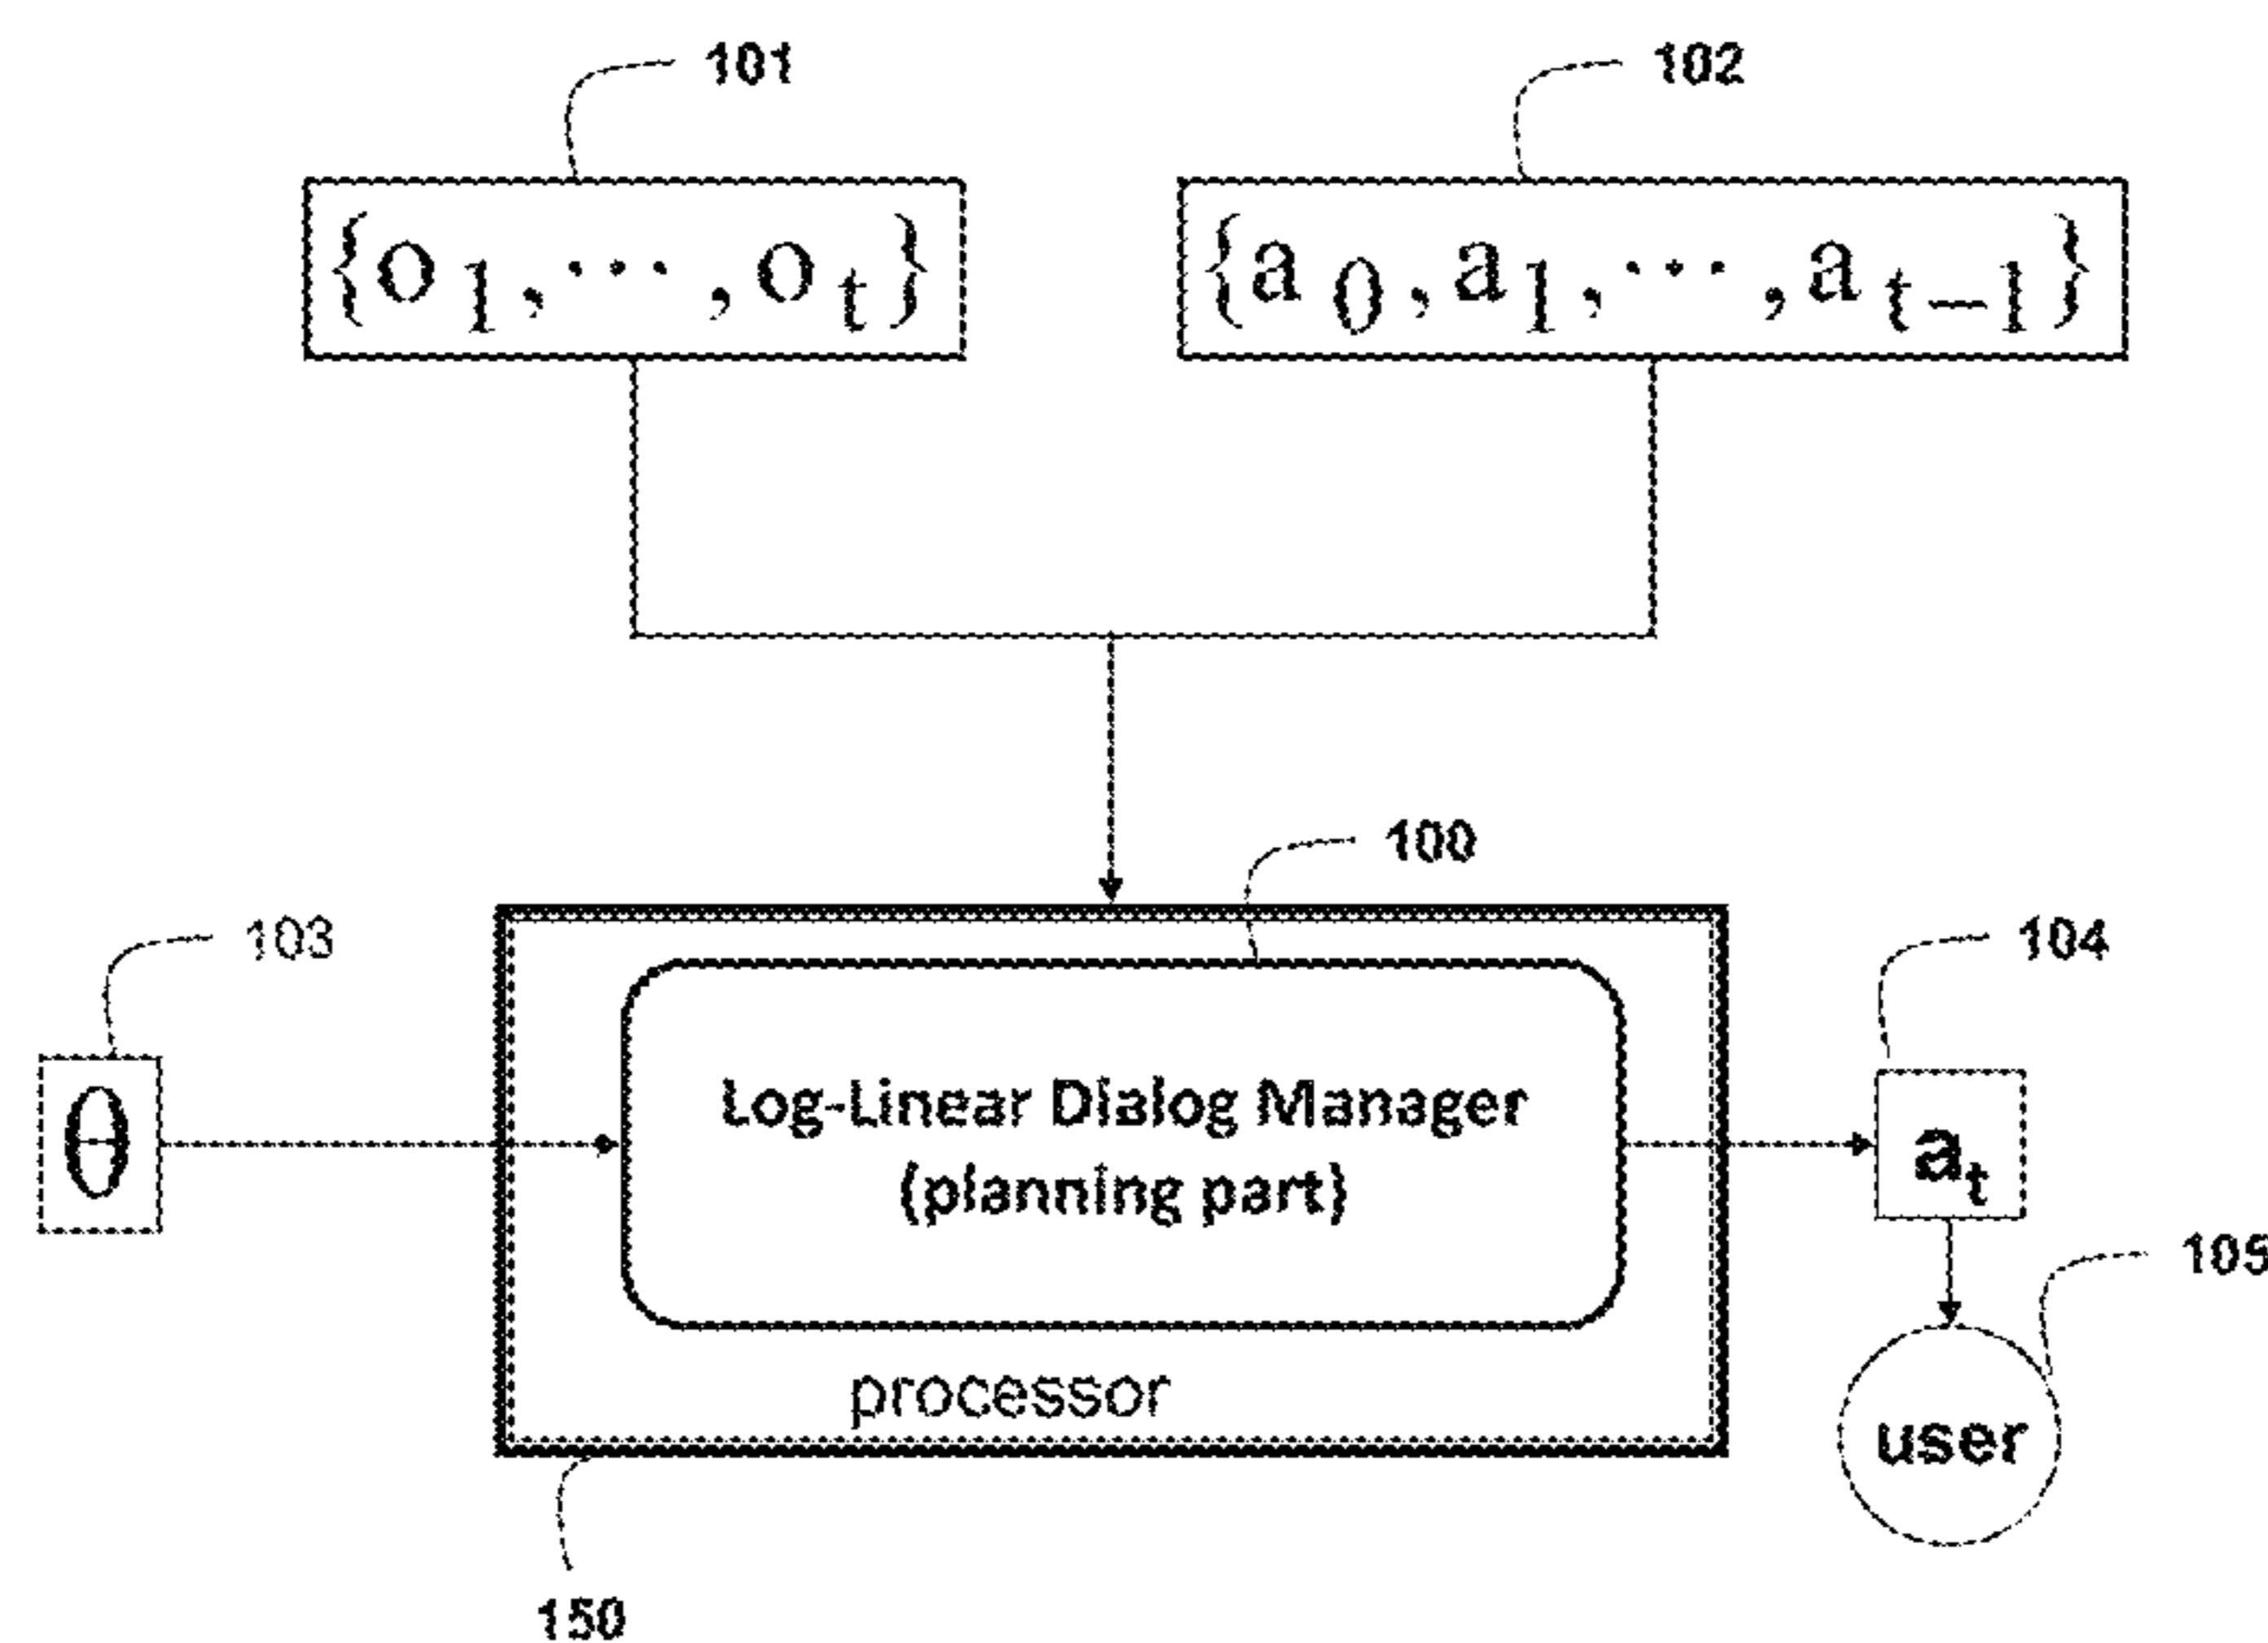 101
102
{o1,···,ot}
{a0,a1,···,at−1}
100
103
104
Log-Linear Dialog Manager
(planning part)
θ
at
105
processor
user
150